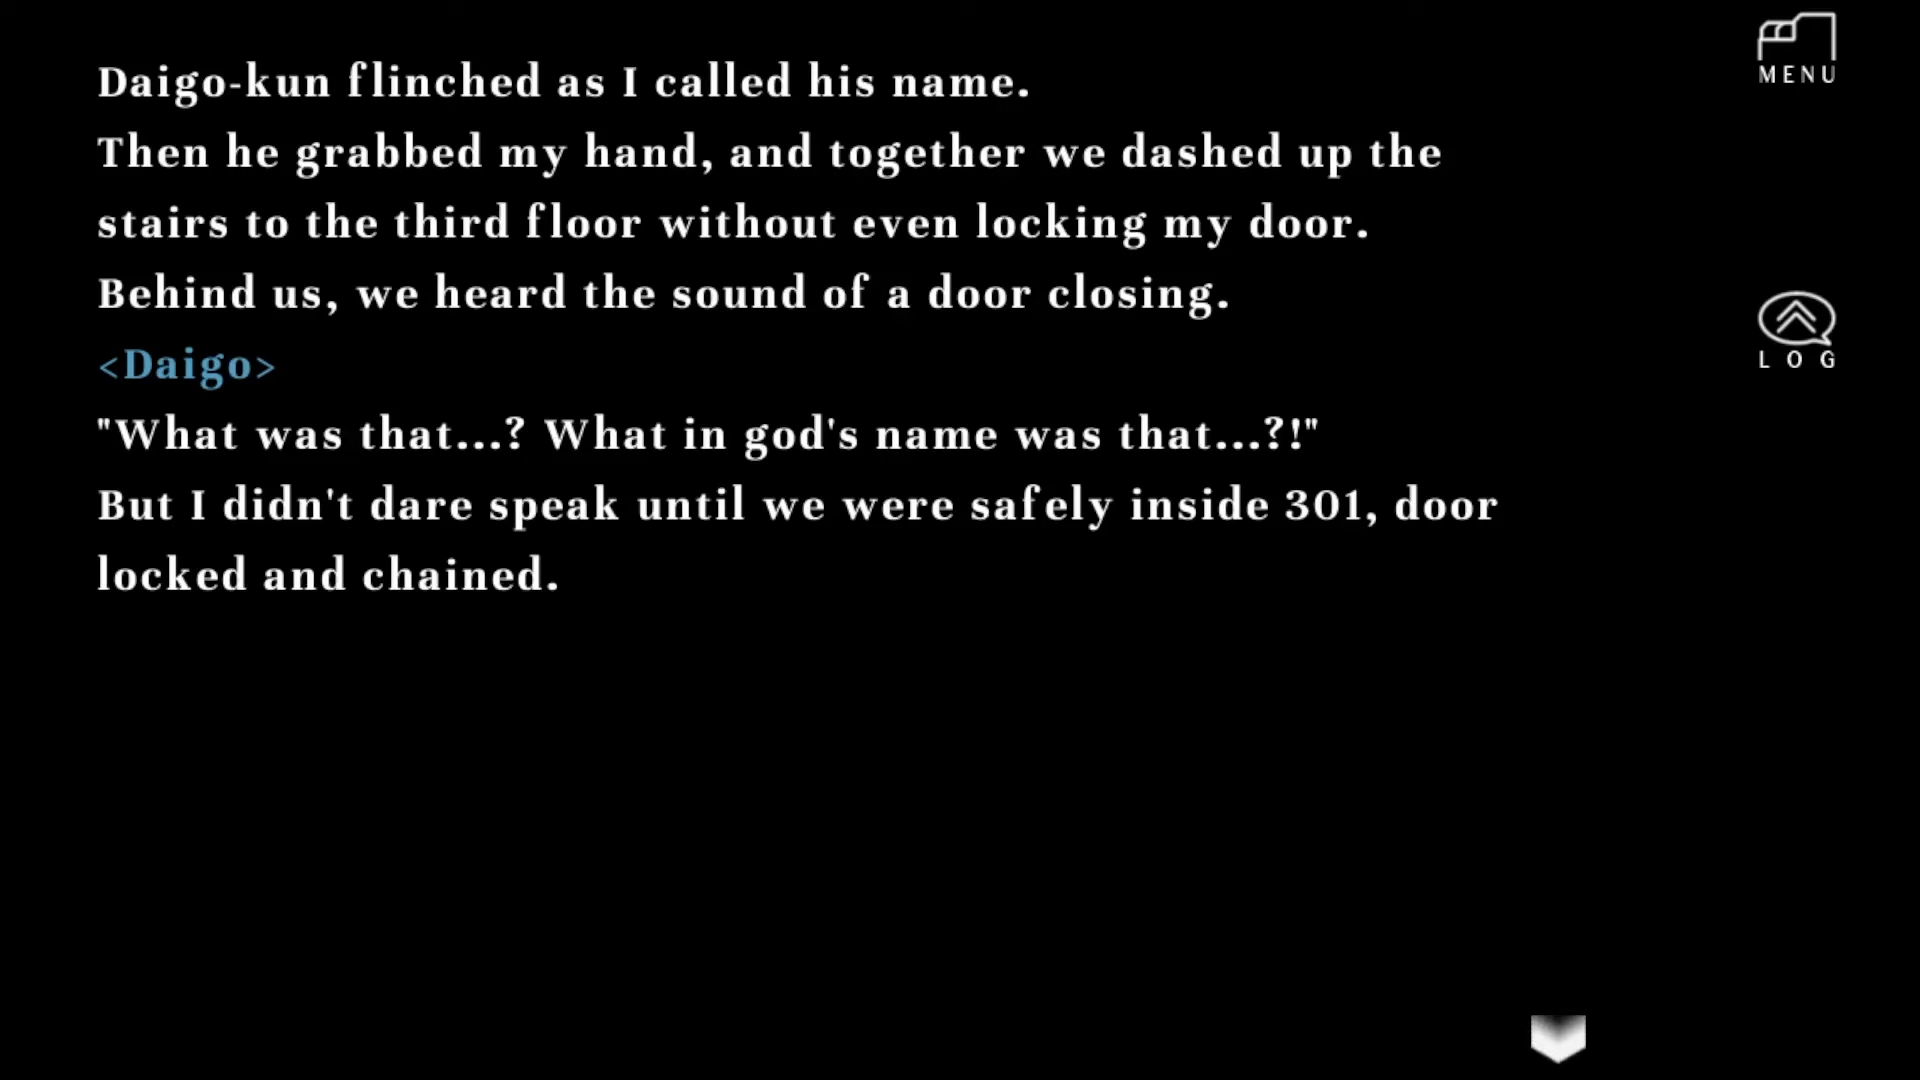 Daigo-kun flinched as I called his name.
MENU
Then he grabbed my hand, and together we dashed up the
stairs to the third floor without even locking my door.
Behind us, we heard the sound of a door closing.
LOG
<Daigo>
"What was that...? What in god's name was that...?!"
But I didn't dare speak until we were safely inside 301, door
locked and chained.